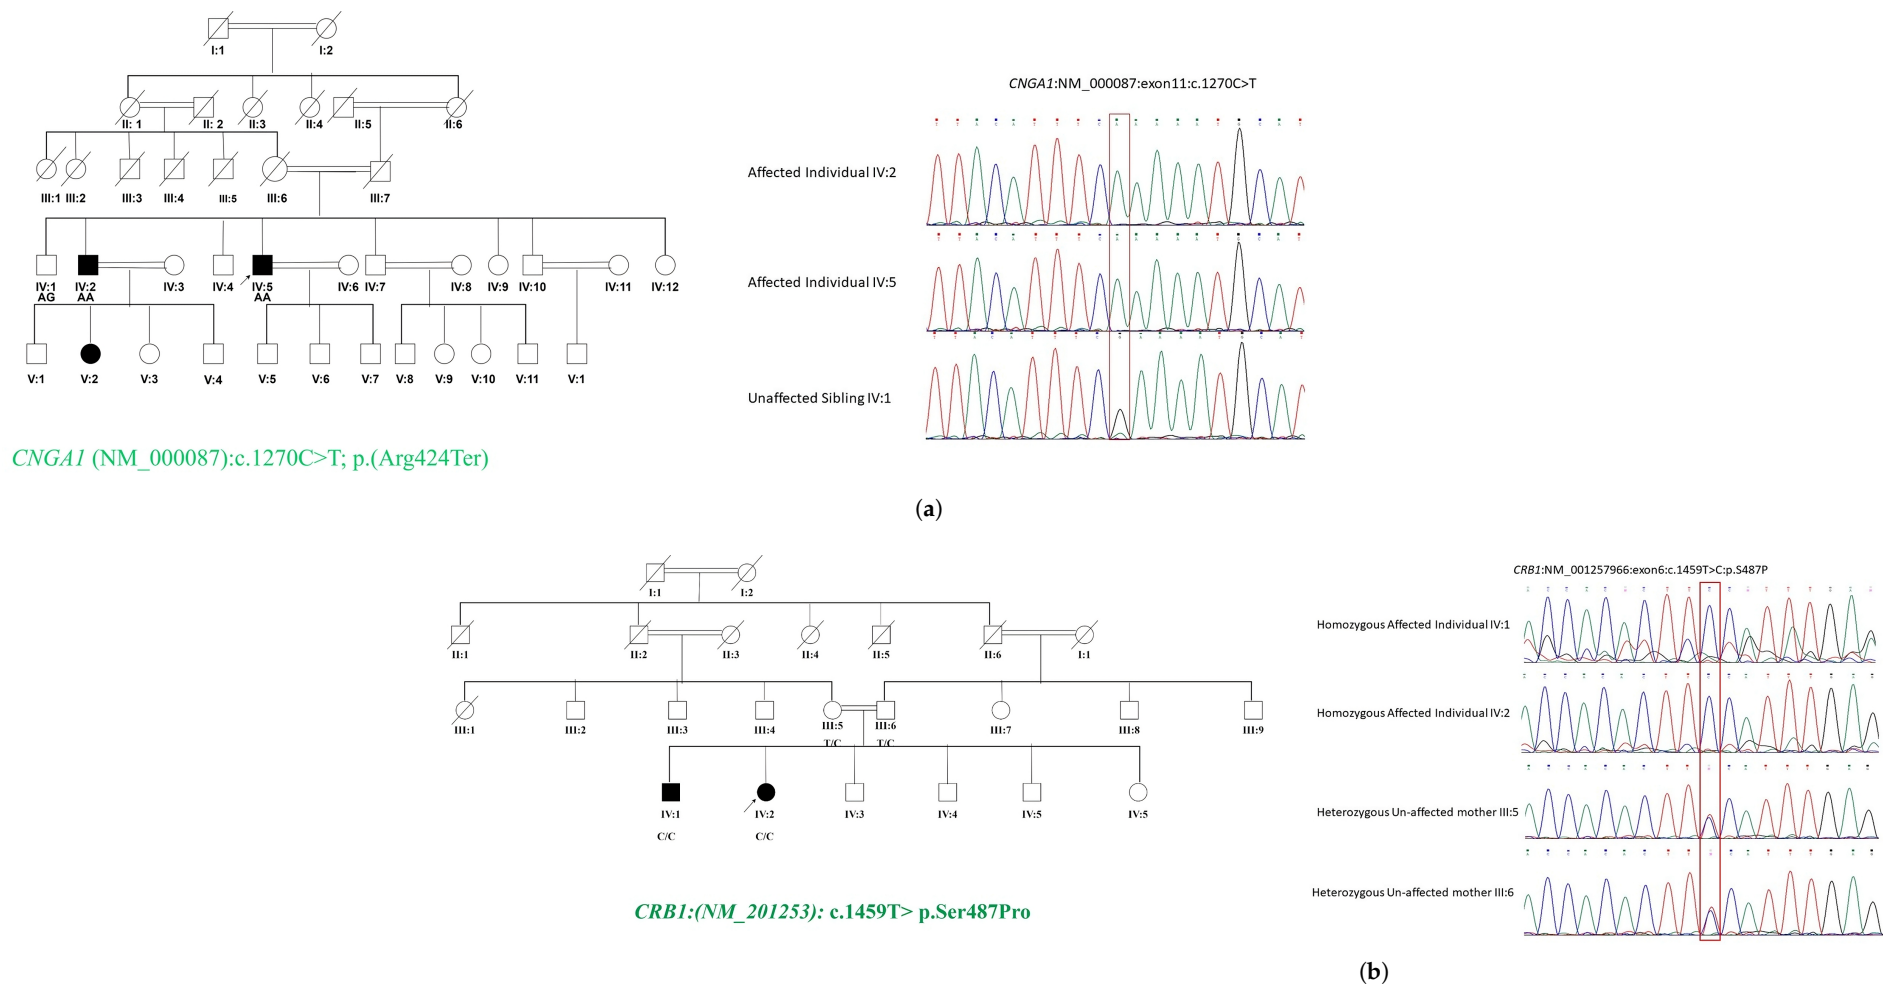 I:1 I:2
II: 1 II: 2 II:3 II:4 II:5 II:6
III:1 III:2 III:3 III:4 III:5 III:6 III:7
IV:1 IV:2 IV:3 IV:4 IV:5 IV:6 IV:7 IV:8 IV:9 IV:10 IV:11 IV:12
AG AA AA
V:1 V:2 V:3 V:4 V:5 V:6 V:7 V:8 V:9 V:10 V:11 V:1
CNGA1 (NM_000087):c.1270C>T; p.(Arg424Ter)
CNGA1:NM_000087:exon11:c.1270C>T
Affected Individual IV:2
Affected Individual IV:5
Unaffected Sibling IV:1
(a)
I:1 I:2
II:1 II:2 II:3 II:4 II:5 II:6 I:1
III:1 III:2 III:3 III:4 III:5 III:6 III:7 III:8 III:9
T/C T/C
IV:1 IV:2 IV:3 IV:4 IV:5 IV:5
C/C C/C
CRB1:(NM_201253): c.1459T> p.Ser487Pro
CRB1:NM_001257966:exon6:c.1459T>C:p.S487P
Homozygous Affected Individual IV:1
Homozygous Affected Individual IV:2
Heterozygous Un-affected mother III:5
Heterozygous Un-affected mother III:6
(b)